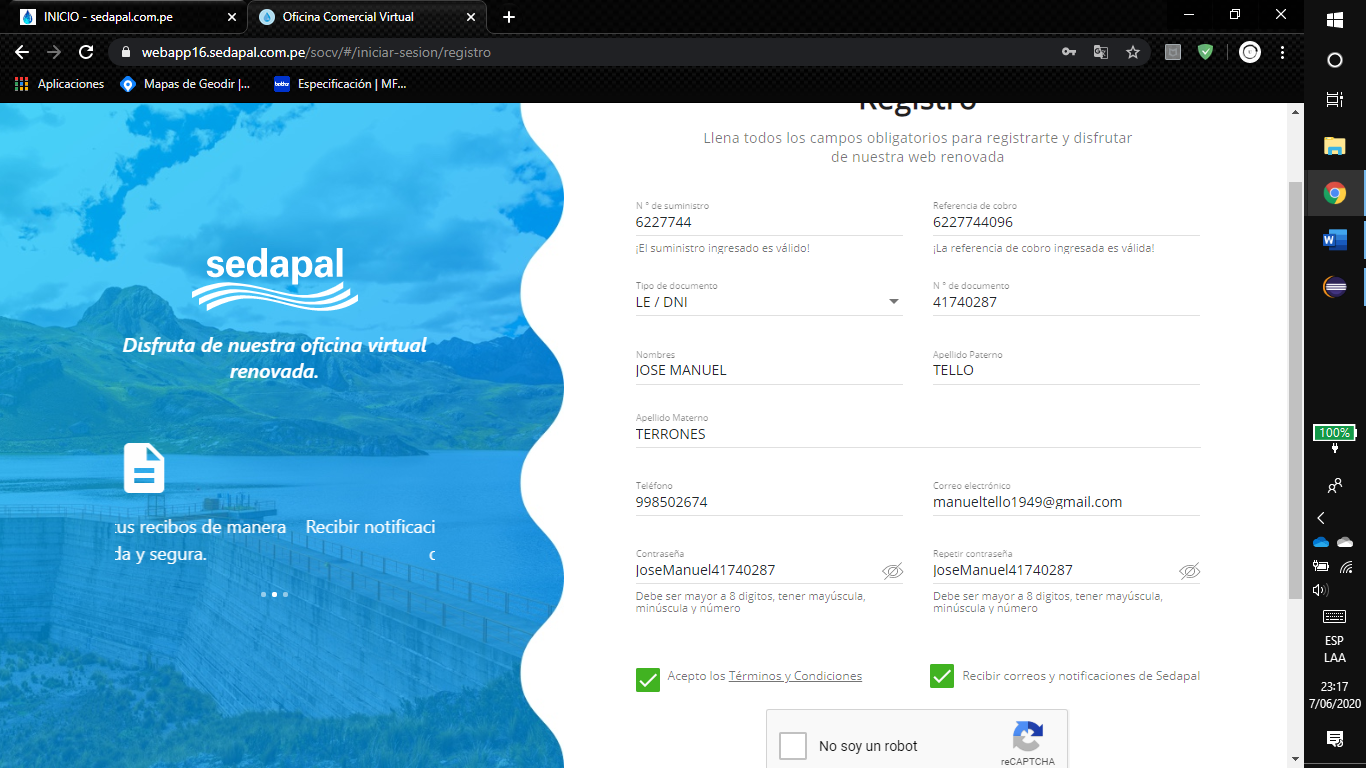 INICIO - sedapal.com.pe
Oficina Comercial Virtual
webapp16.sedapal.com.pe/socv/#/iniciar-sesion/registro
Aplicaciones
Mapas de Geodir |...
brother
Especificación | MF...
Registro
Llena todos los campos obligatorios para registrarte y disfrutar
de nuestra web renovada
N ° de suministro
6227744
¡El suministro ingresado es válido!
Referencia de cobro
6227744096
¡La referencia de cobro ingresada es válida!
Tipo de documento
LE / DNI
N ° de documento
41740287
Nombres
JOSE MANUEL
Apellido Paterno
TELLO
Apellido Materno
TERRONES
Teléfono
998502674
Correo electrónico
manueltello1949@gmail.com
Contraseña
JoseManuel41740287
Debe ser mayor a 8 digitos, tener mayúscula,
minúscula y número
Repetir contraseña
JoseManuel41740287
Debe ser mayor a 8 digitos, tener mayúscula,
minúscula y número
Acepto los Términos y Condiciones
Recibir correos y notificaciones de Sedapal
No soy un robot
reCAPTCHA
sedapal
Disfruta de nuestra oficina virtual
renovada.
tus recibos de manera
da y segura.
Recibir notificaci
c
W
100%
ESP
LAA
23:17
7/06/2020